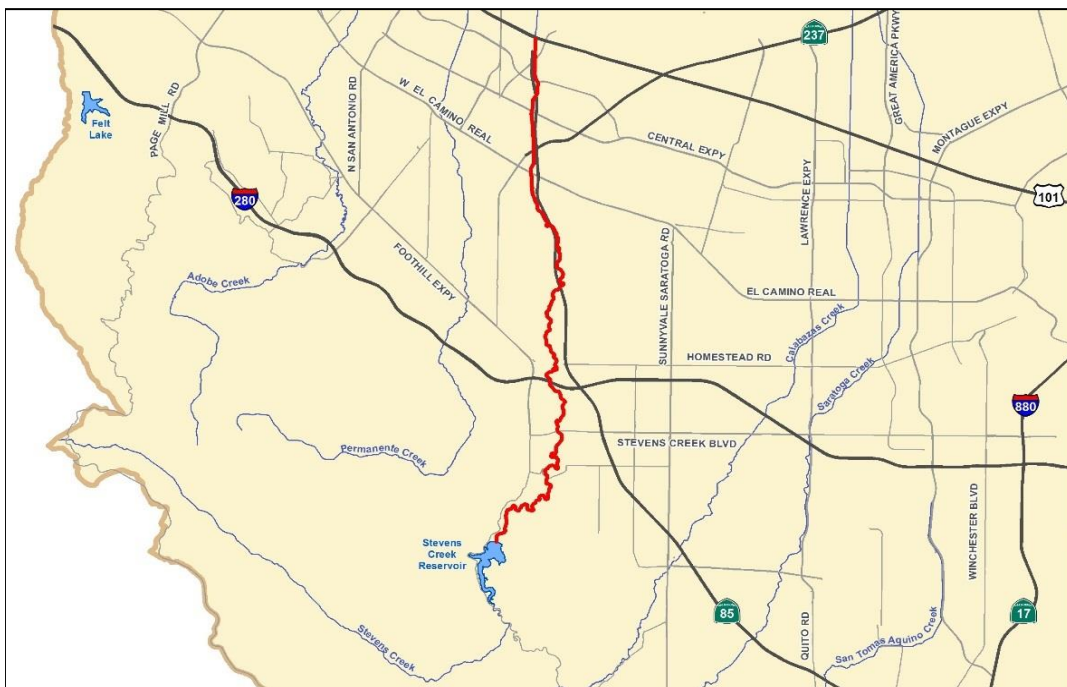 237
GREAT AMERICA PKWY
Felt
Lake
PAGE MILL RD
N SAN ANTONIO RD
W EL CAMINO REAL
CENTRAL EXPY
MONTAGUE EXPY
LAWRENCE EXPY
101
280
FOOTHILL EXPY
SUNNYVALE SARATOGA RD
Adobe Creek
EL CAMINO REAL
Calabazas Creek
HOMESTEAD RD
Saratoga Creek
880
STEVENS CREEK BLVD
Permanente Creek
WINCHESTER BLVD
Stevens
Creek
Reservoir
85
17
QUITO RD
Stevens Creek
San Tomas Aquino Creek